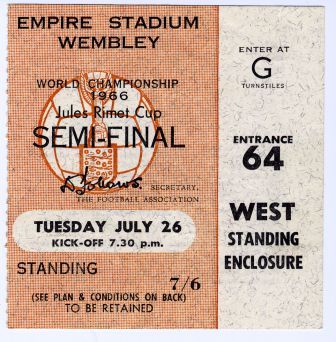 EMPIRE STADIUM
WEMBLEY
WORLD CHAMPIONSHIP
1966
Jules Rimet Cup
SEMI-FINAL
D Follows.
SECRETARY,
THE FOOTBALL ASSOCIATION
TUESDAY JULY 26
KICK-OFF 7.30 p.m.
STANDING
7/6
(SEE PLAN & CONDITIONS ON BACK)
TO BE RETAINED
ENTER AT
G
TURNSTILES
ENTRANCE
64
WEST
STANDING
ENCLOSURE